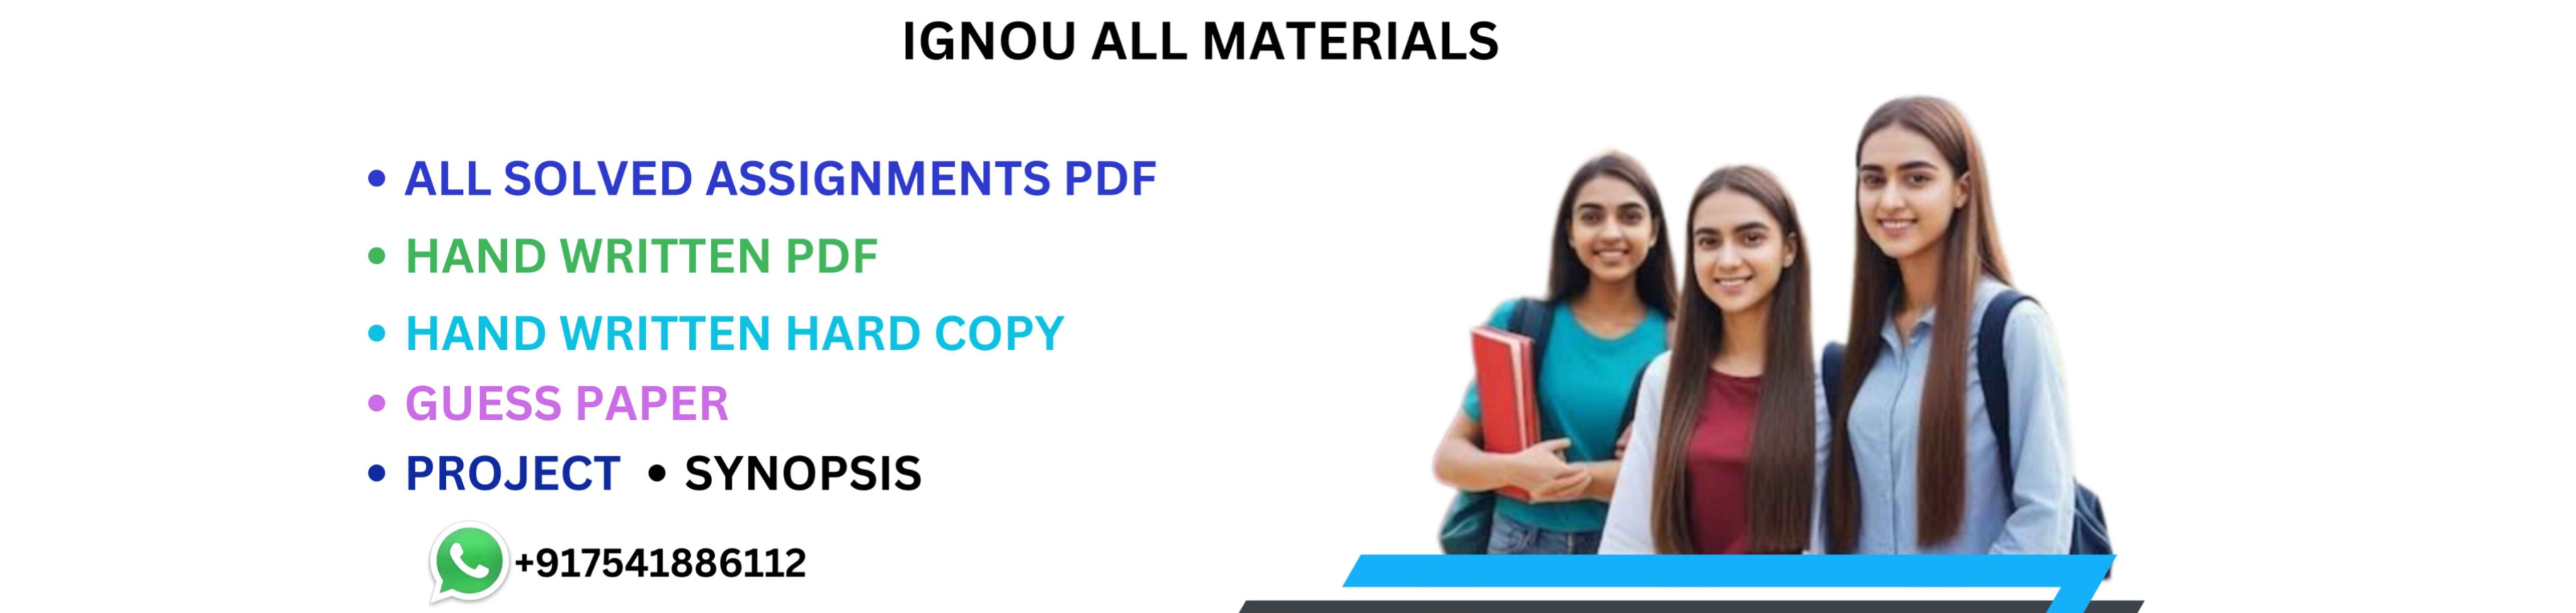 IGNOU ALL MATERIALS
• ALL SOLVED ASSIGNMENTS PDF
• HAND WRITTEN PDF
• HAND WRITTEN HARD COPY
• GUESS PAPER
• PROJECT • SYNOPSIS
+917541886112